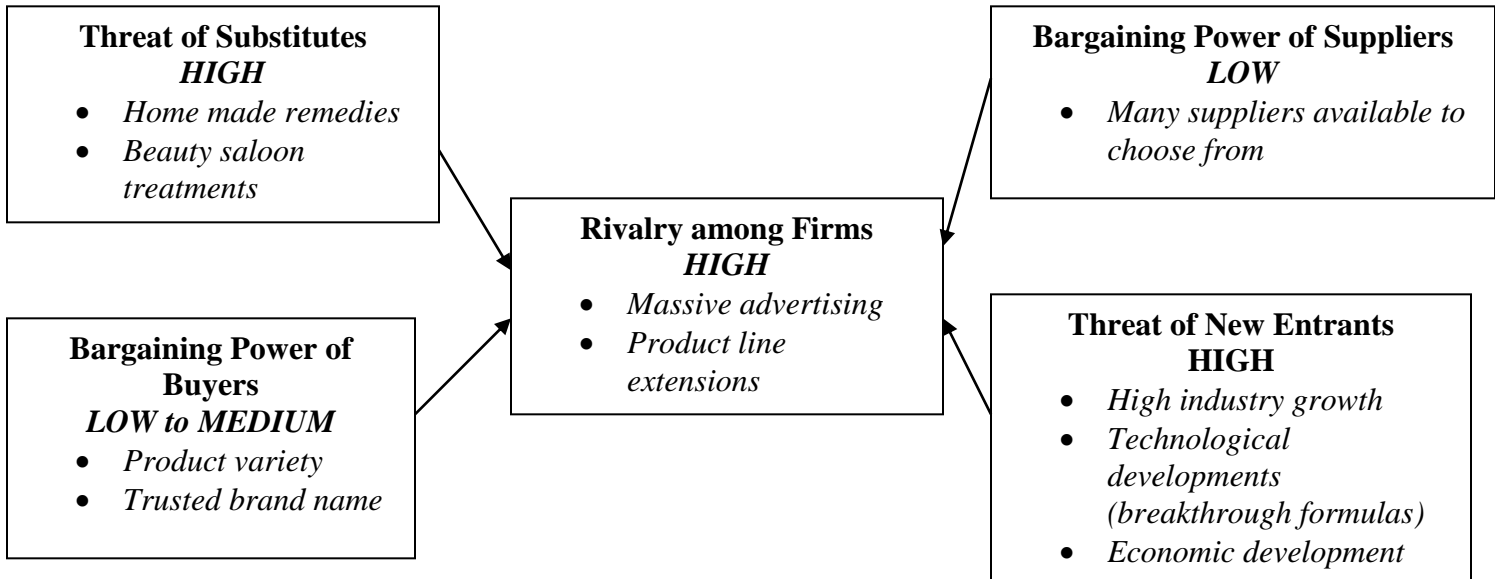 Threat of Substitutes
HIGH
• Home made remedies
• Beauty saloon
treatments
Bargaining Power of Suppliers
LOW
• Many suppliers available to
choose from
Rivalry among Firms
HIGH
• Massive advertising
• Product line
extensions
Bargaining Power of
Buyers
LOW to MEDIUM
• Product variety
• Trusted brand name
Threat of New Entrants
HIGH
• High industry growth
• Technological
developments
(breakthrough formulas)
• Economic development